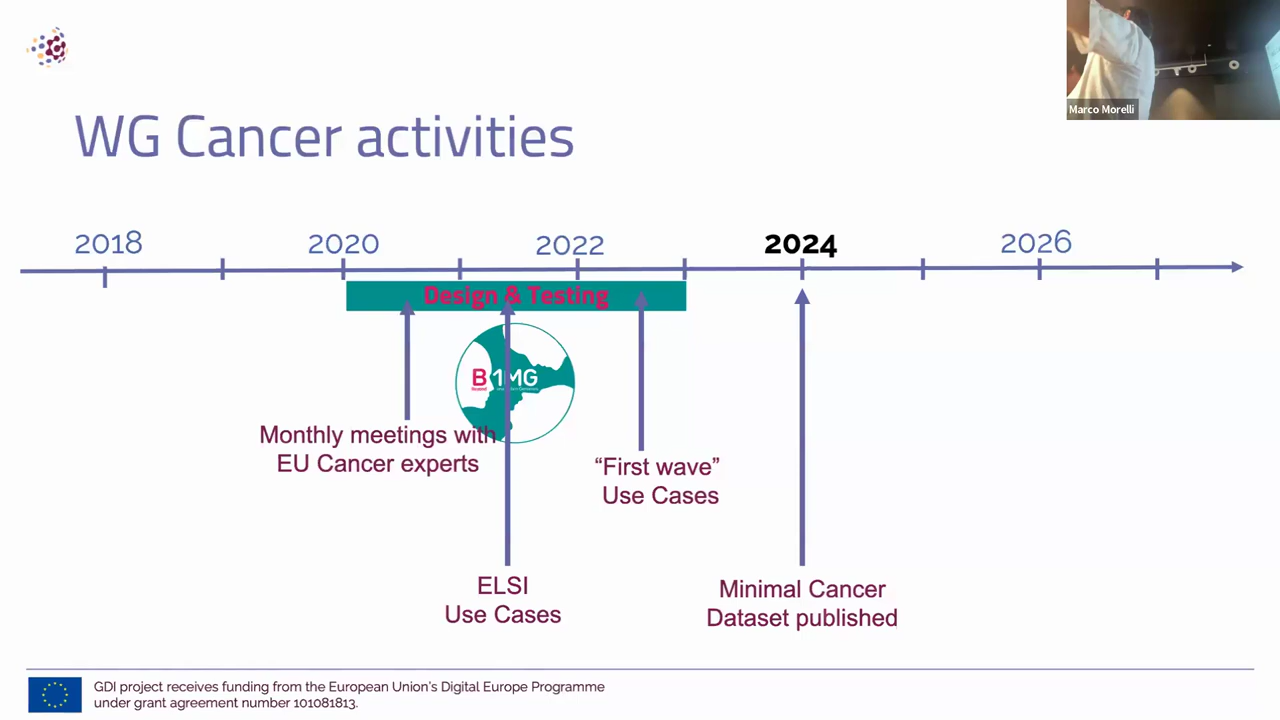 Marco Morelli
WG Cancer activities
2018
2020
2022
2024
2026
Design & Testing
B1MG
Monthly meetings with
EU Cancer experts
“First wave”
Use Cases
ELSI
Use Cases
Minimal Cancer
Dataset published
GDI project receives funding from the European Union’s Digital Europe Programme
under grant agreement number 101081813.